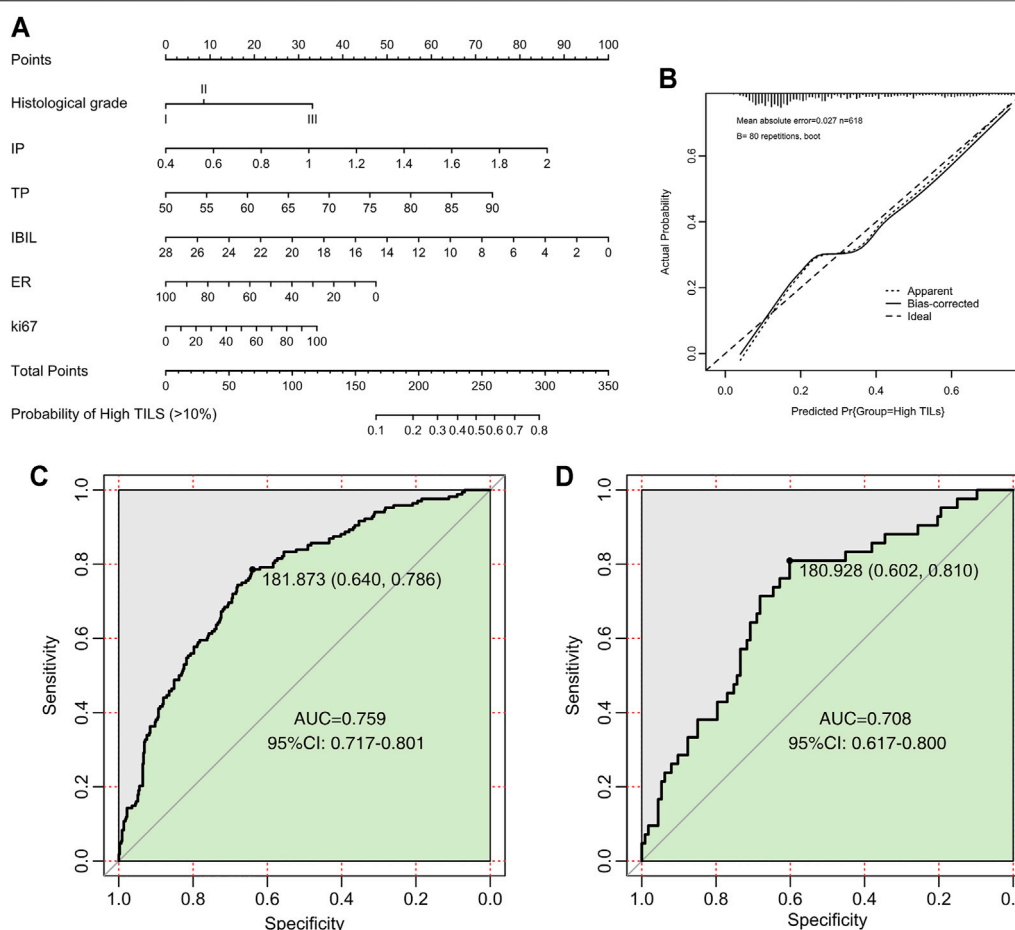 A
Points
0 10 20 30 40 50 60 70 80 90 100
Histological grade
II
I III
IP
0.4 0.6 0.8 1 1.2 1.4 1.6 1.8 2
TP
50 55 60 65 70 75 80 85 90
IBIL
28 26 24 22 20 18 16 14 12 10 8 6 4 2 0
ER
100 80 60 40 20 0
ki67
0 20 40 60 80 100
Total Points
0 50 100 150 200 250 300 350
Probability of High TILS (>10%)
0.1 0.2 0.3 0.4 0.5 0.6 0.7 0.8
B
Mean absolute error=0.027 n=618
B= 80 repetitions, boot
Actual Probability
0.6
0.4
0.2
0.0
Apparent
Bias-corrected
Ideal
0.0 0.2 0.4 0.6
Predicted Pr{Group=High TILs}
C
Sensitivity
1.0
0.8
0.6
0.4
0.2
0.0
181.873 (0.640, 0.786)
AUC=0.759
95%CI: 0.717-0.801
1.0 0.8 0.6 0.4 0.2 0.0
Specificity
D
Sensitivity
1.0
0.8
0.6
0.4
0.2
0.0
180.928 (0.602, 0.810)
AUC=0.708
95%CI: 0.617-0.800
1.0 0.8 0.6 0.4 0.2 0.
Specificity